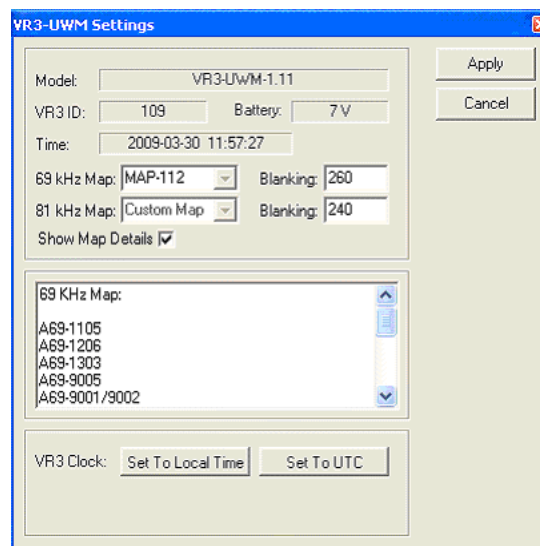 VR3-UWM Settings
Model: VR3-UWM-1.11
VR3 ID: 109 Battery: 7 V
Time: 2009-03-30 11:57:27
69 kHz Map: MAP-112 Blanking: 260
81 kHz Map: Custom Map Blanking: 240
Show Map Details
Apply
Cancel
69 KHz Map:
A69-1105
A69-1206
A69-1303
A69-9005
A69-9001/9002
VR3 Clock: Set To Local Time Set To UTC